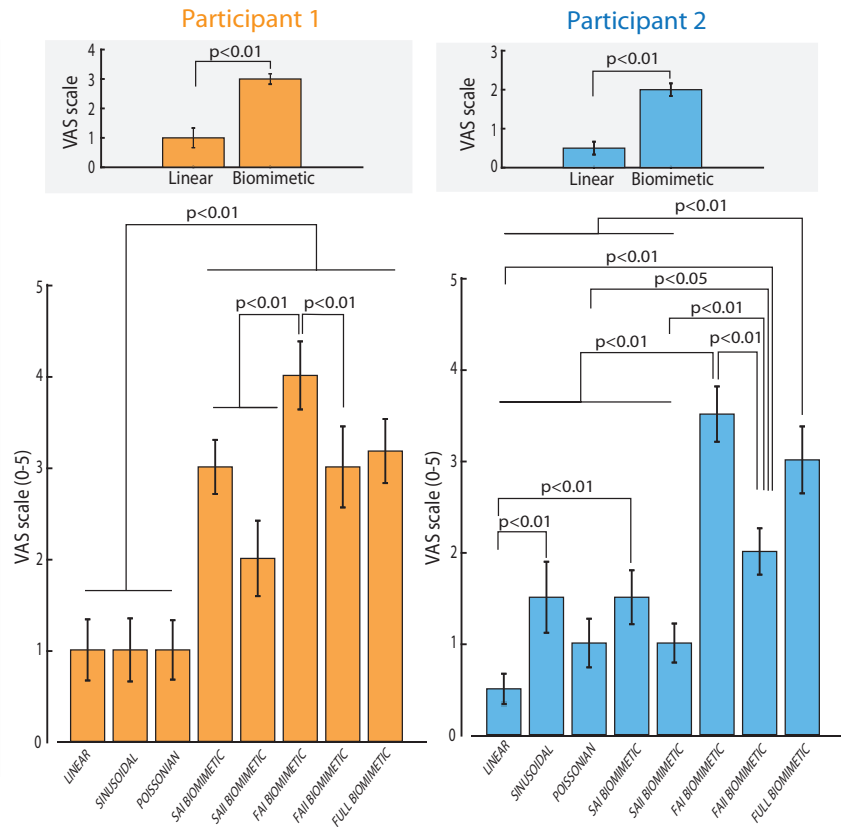 Participant 1
p<0.01
VAS scale
4
3
2
1
0
Linear Biomimetic
p<0.01
p<0.01 p<0.01
VAS scale (0-5)
5
4
3
2
1
0
LINEAR
SINUSOIDAL
POISSONIAN
SAI BIOMIMETIC
SAII BIOMIMETIC
FAI BIOMIMETIC
FAII BIOMIMETIC
FULL BIOMIMETIC
Participant 2
p<0.01
VAS scale
3
2
1
0
Linear Biomimetic
p<0.01
p<0.01
p<0.05
p<0.01
p<0.01 p<0.01
p<0.01
p<0.01
VAS scale (0-5)
5
4
3
2
1
0
LINEAR
SINUSOIDAL
POISSONIAN
SAI BIOMIMETIC
SAII BIOMIMETIC
FAI BIOMIMETIC
FAII BIOMIMETIC
FULL BIOMIMETIC